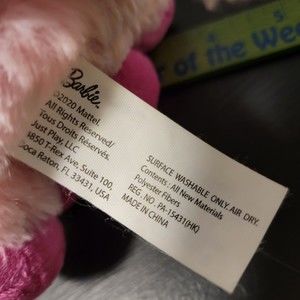 Barbie
©2020 Mattel.
All Rights Reserved/
Tous Droits Réservés.
Just Play, LLC
4850 T-Rex Ave, Suite 100,
Boca Raton, FL 33431, USA
SURFACE WASHABLE ONLY. AIR DRY.
Contents: All New Materials
Polyester Fibers
REG. NO. PA-15431(HK)
MADE IN CHINA
of the Week